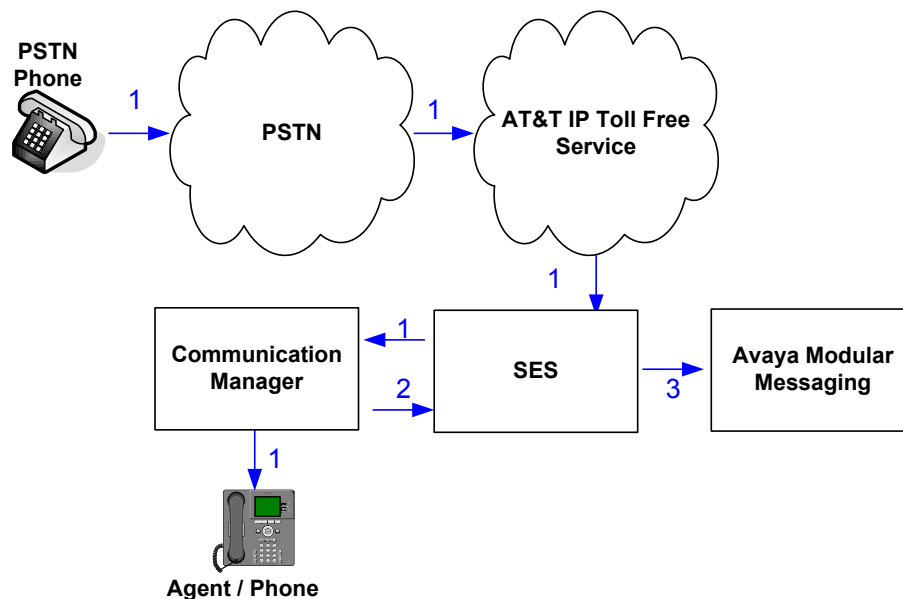 PSTN
Phone
1
PSTN
1
AT&T IP Toll Free
Service
1
Communication
Manager
1
2
SES
3
Avaya Modular
Messaging
1
Agent / Phone